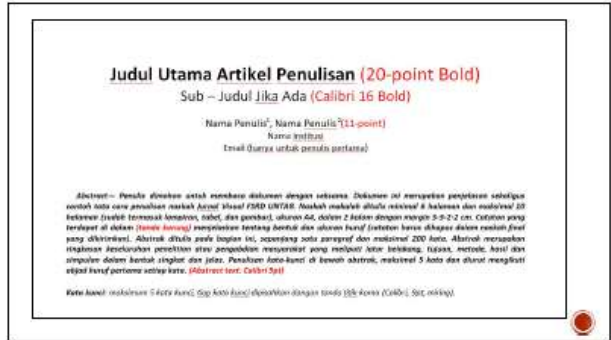 Judul Utama Artikel Penulisan (20-point Bold)
Sub – Judul Jika Ada (Calibri 16 Bold)
Nama Penulis¹, Nama Penulis²(11-point)
Nama Institusi
Email (hanya untuk penulis pertama)
Abstract— Penulis dimohon untuk membaca dokumen dengan seksama. Dokumen ini merupakan penjelasan sekaligus
contoh tata cara penulisan naskah Jurnal Visual FSRD UNTAR. Naskah makalah ditulis minimal 6 halaman dan maksimal 10
halaman (sudah termasuk lampiran, tabel, dan gambar), ukuran A4, dalam 2 kolom dengan margin 3-3-2-2 cm. Catatan yang
terdapat di dalam (tanda kurung) menjelaskan tentang bentuk dan ukuran huruf (catatan harus dihapus dalam naskah final
yang dikirimkan). Abstrak ditulis pada bagian ini, sepanjang satu paragraf dan maksimal 200 kata. Abstrak merupakan
ringkasan keseluruhan penelitian atau pengabdian masyarakat yang meliputi latar belakang, tujuan, metode, hasil dan
simpulan dalam bentuk singkat dan jelas. Penulisan kata-kunci di bawah abstrak, maksimal 5 kata dan diurut mengikuti
abjad huruf pertama setiap kata. (Abstract text. Calibri 9pt)
Kata kunci: maksimum 5 kata kunci, tiap kata kunci dipisahkan dengan tanda titik-koma (Calibri, 9pt, miring).